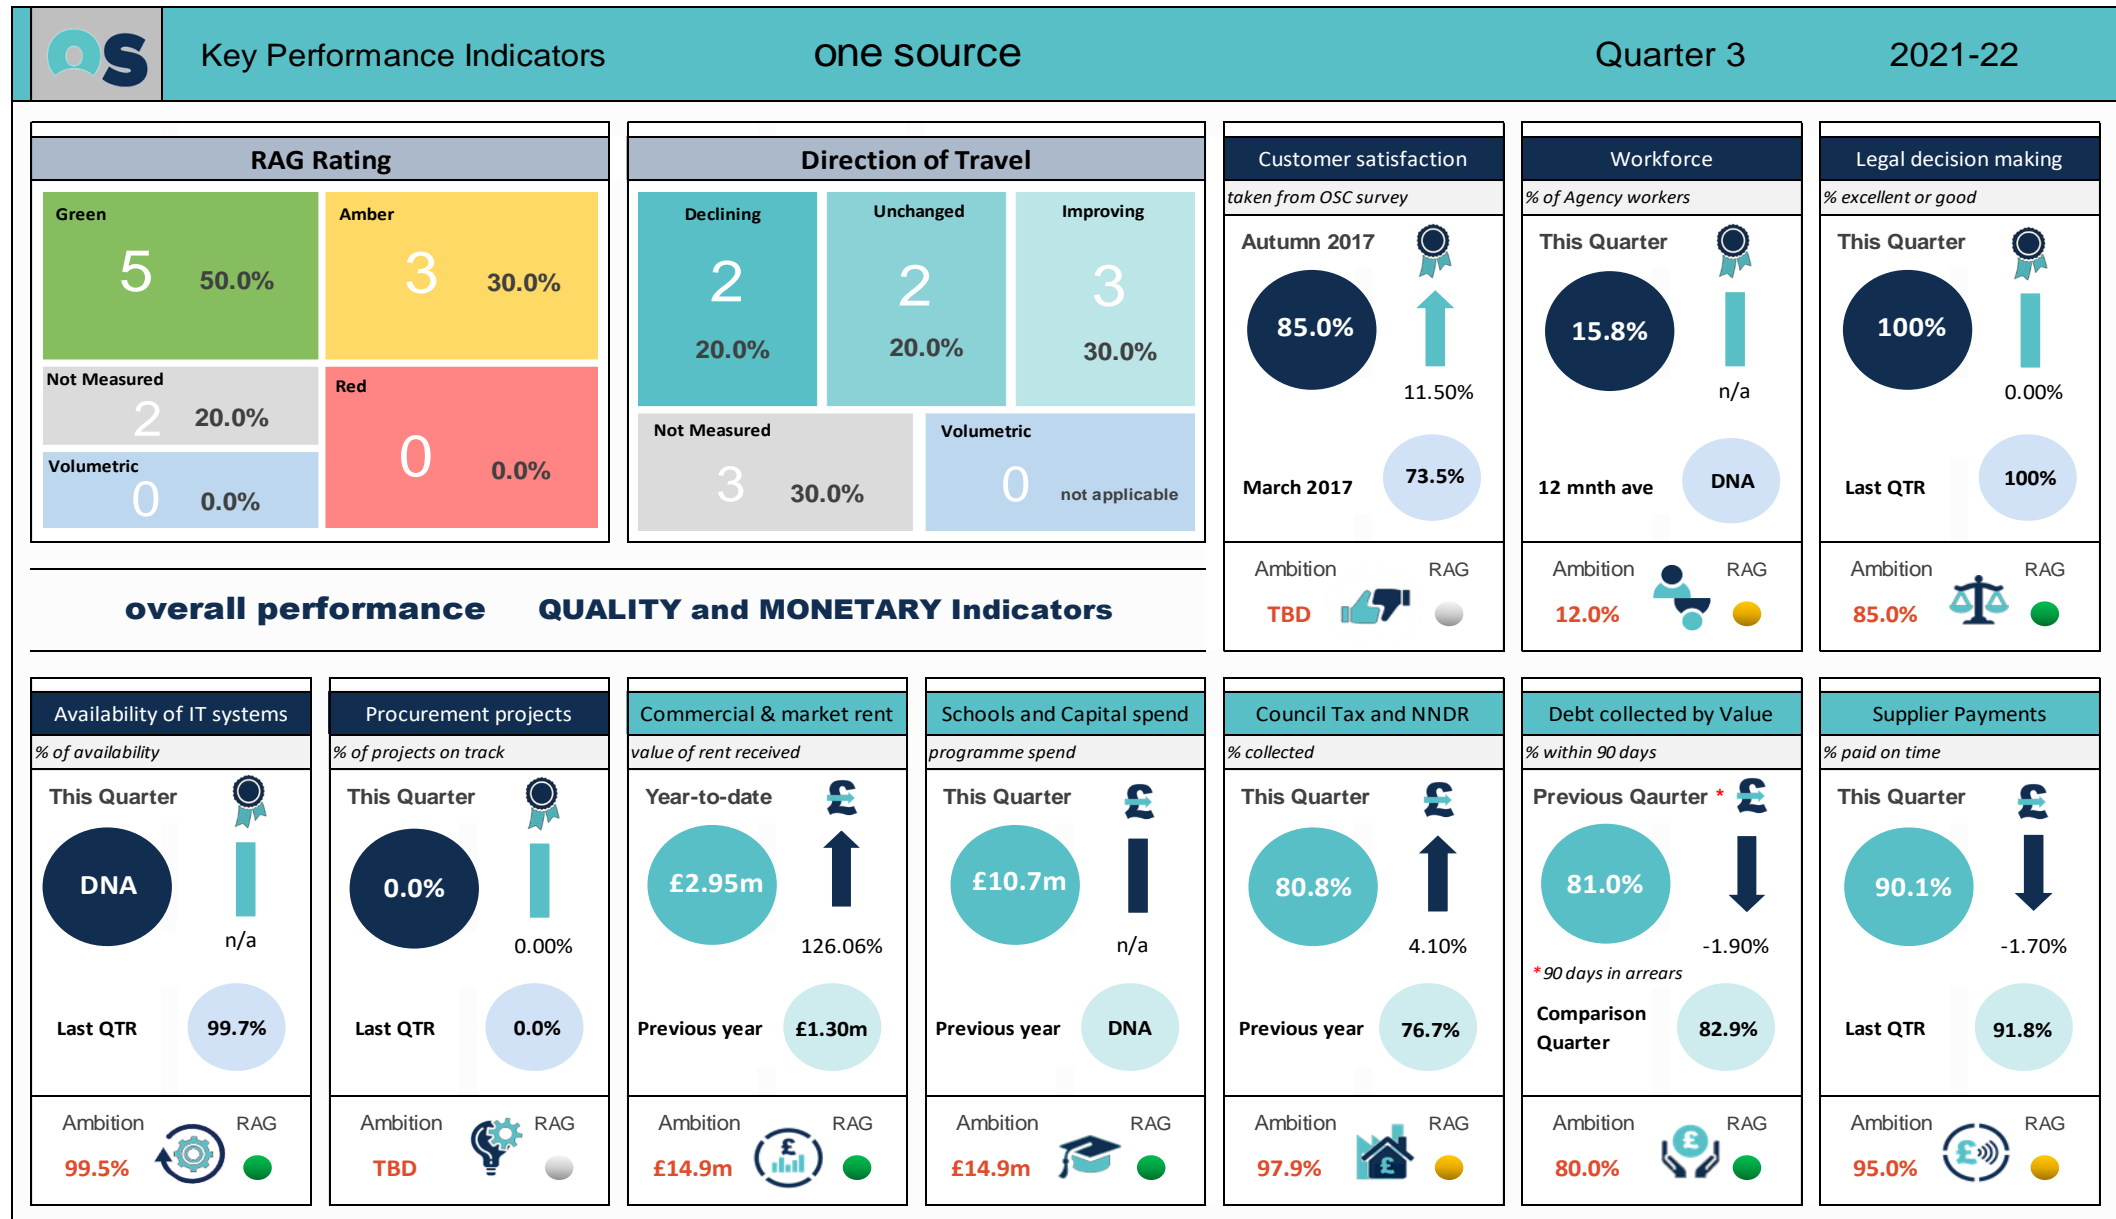 OS
Key Performance Indicators
one source
Quarter 3
2021-22
RAG Rating
Green
5
50.0%
Amber
3
30.0%
Not Measured
2
20.0%
Red
0
0.0%
Volumetric
0
0.0%
Direction of Travel
Declining
2
20.0%
Unchanged
2
20.0%
Improving
3
30.0%
Not Measured
3
30.0%
Volumetric
0
not applicable
Customer satisfaction
taken from OSC survey
Autumn 2017
85.0%
11.50%
March 2017
73.5%
Ambition
RAG
TBD
Workforce
% of Agency workers
This Quarter
15.8%
n/a
12 mnth ave
DNA
Ambition
RAG
12.0%
Legal decision making
% excellent or good
This Quarter
100%
0.00%
Last QTR
100%
Ambition
RAG
85.0%
overall performance
QUALITY and MONETARY Indicators
Availability of IT systems
% of availability
This Quarter
DNA
n/a
Last QTR
99.7%
Ambition
RAG
99.5%
Procurement projects
% of projects on track
This Quarter
0.0%
0.00%
Last QTR
0.0%
Ambition
RAG
TBD
Commercial & market rent
value of rent received
Year-to-date
£
£2.95m
126.06%
Previous year
£1.30m
Ambition
RAG
£14.9m
£
Schools and Capital spend
programme spend
This Quarter
£
£10.7m
n/a
Previous year
DNA
Ambition
RAG
£14.9m
Council Tax and NNDR
% collected
This Quarter
£
80.8%
4.10%
Previous year
76.7%
Ambition
RAG
97.9%
£
Debt collected by Value
% within 90 days
Previous Qaurter *
£
81.0%
-1.90%
* 90 days in arrears
Comparison
Quarter
82.9%
Ambition
RAG
80.0%
£
Supplier Payments
% paid on time
This Quarter
£
90.1%
-1.70%
Last QTR
91.8%
Ambition
RAG
95.0%
£